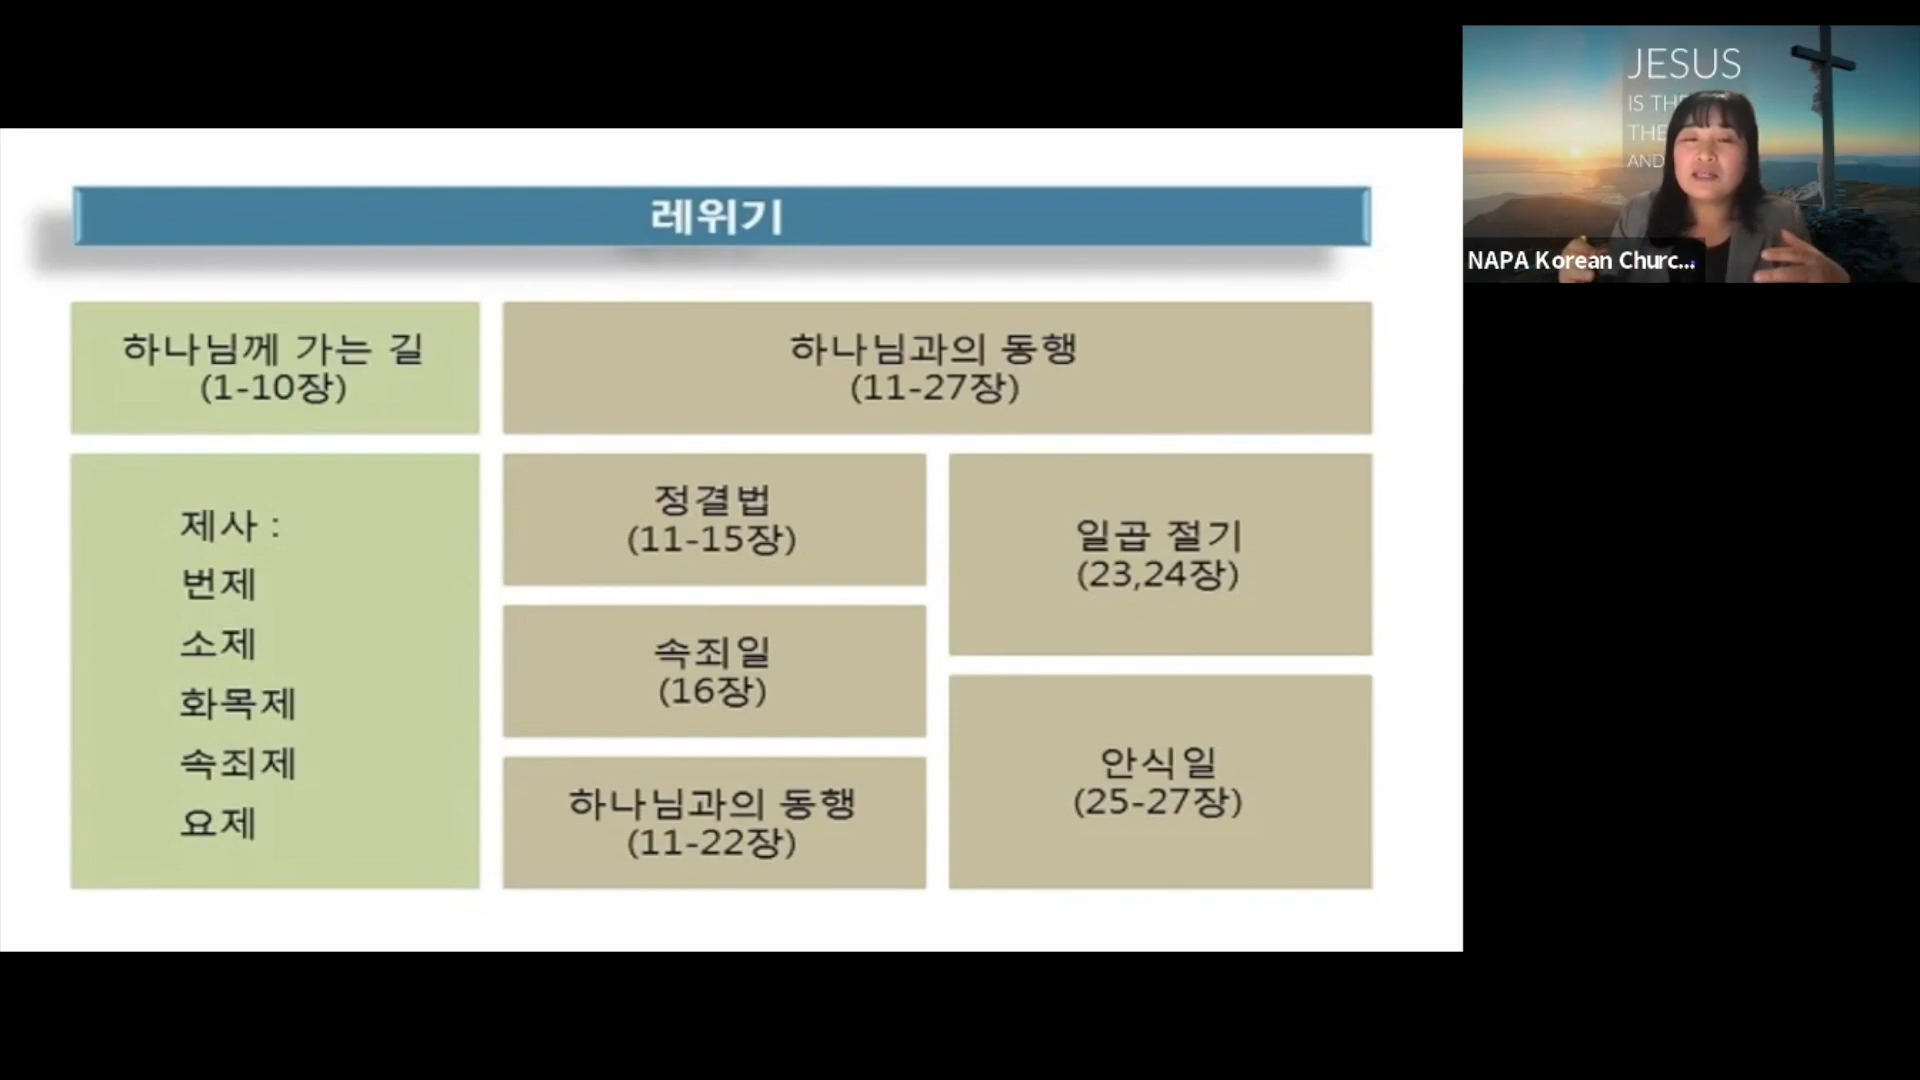 레위기
하나님께 가는 길
(1-10장)
하나님과의 동행
(11-27장)
제사 :
번제
소제
화목제
속죄제
요제
정결법
(11-15장)
속죄일
(16장)
하나님과의 동행
(11-22장)
일곱 절기
(23,24장)
안식일
(25-27장)
JESUS
IS THE
THE
AND
NAPA Korean Churc...